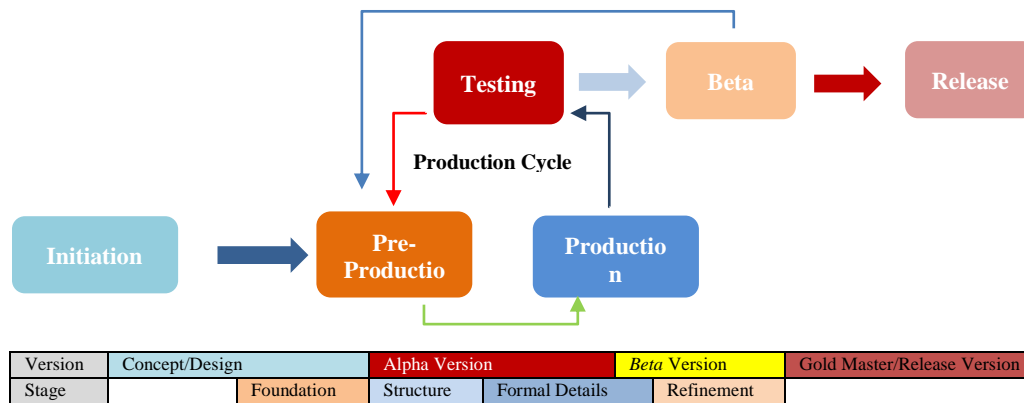 Testing
Beta
Release
Production Cycle
Initiation
Pre-
Productio
Productio
n
Version Concept/Design Alpha Version Beta Version Gold Master/Release Version
Stage Foundation Structure Formal Details Refinement